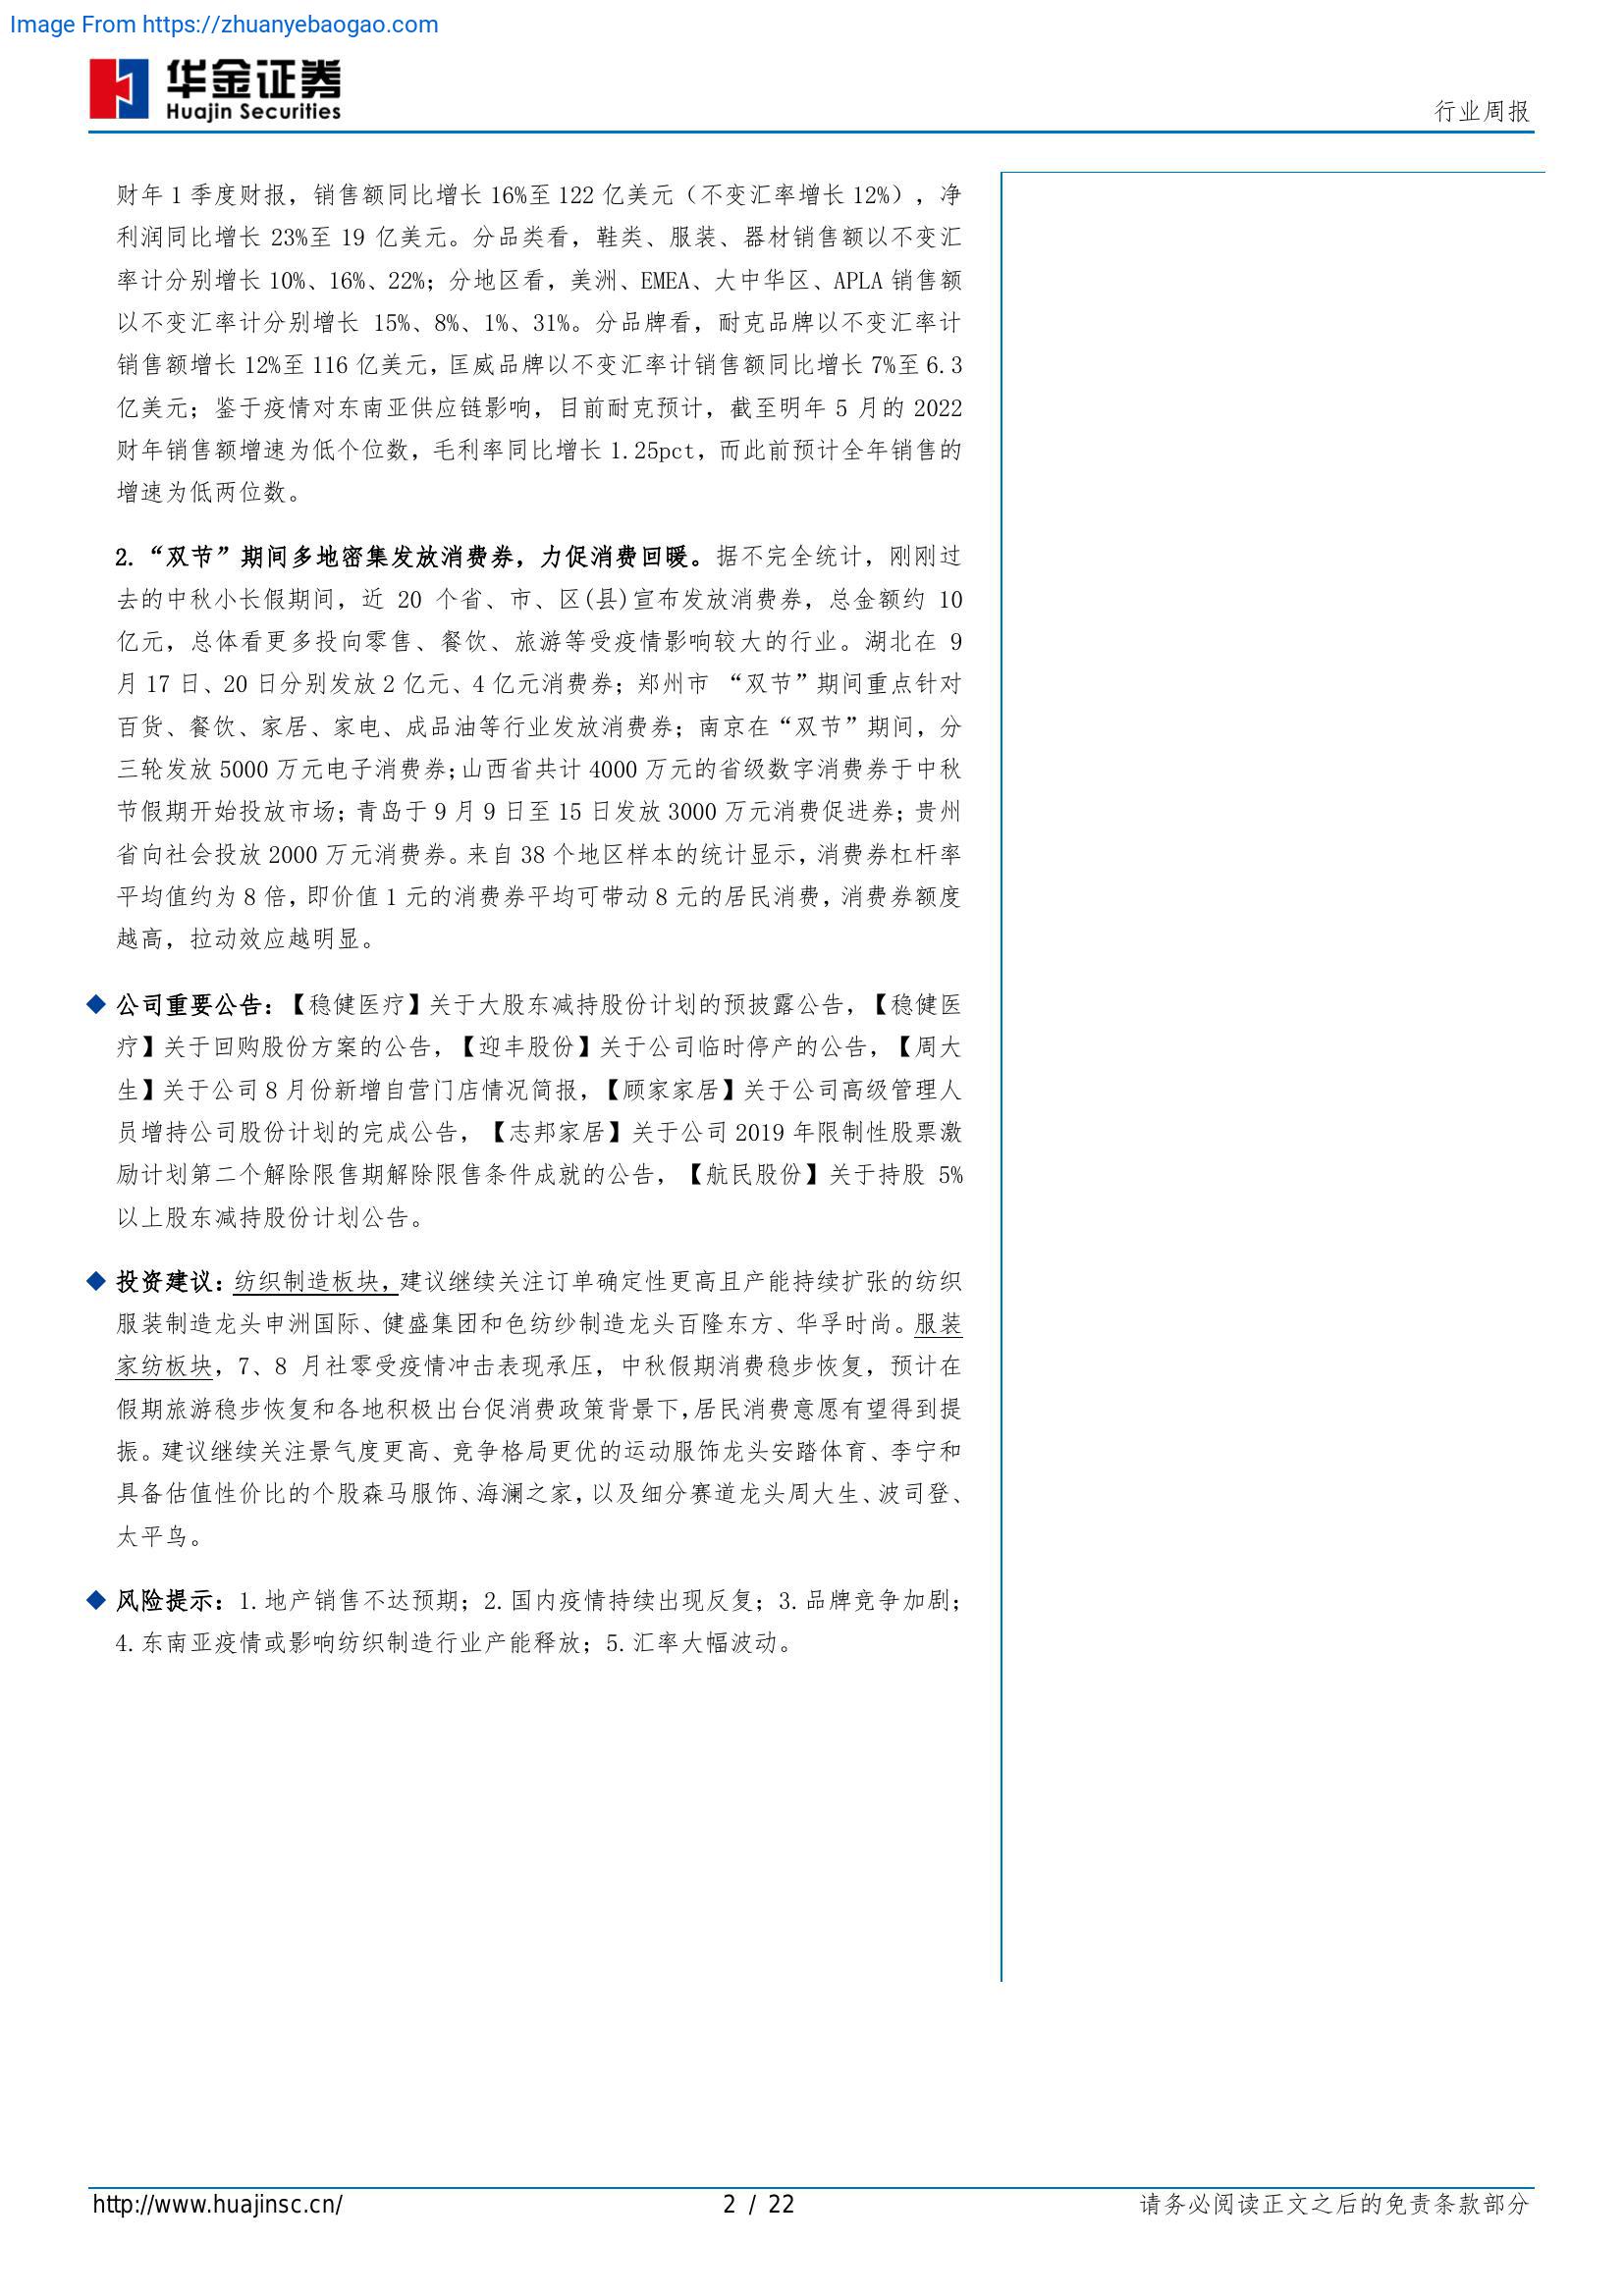 Image From https://zhuanyebaogao.com
华金证券
Huajin Securities
行业周报
财年 1 季度财报，销售额同比增长 16%至 122 亿美元（不变汇率增长 12%），净
利润同比增长 23%至 19 亿美元。分品类看，鞋类、服装、器材销售额以不变汇
率计分别增长 10%、16%、22%；分地区看，美洲、EMEA、大中华区、APLA 销售额
以不变汇率计分别增长 15%、8%、1%、31%。分品牌看，耐克品牌以不变汇率计
销售额增长 12%至 116 亿美元，匡威品牌以不变汇率计销售额同比增长 7%至 6.3
亿美元；鉴于疫情对东南亚供应链影响，目前耐克预计，截至明年 5 月的 2022
财年销售额增速为低个位数，毛利率同比增长 1.25pct，而此前预计全年销售的
增速为低两位数。
2.“双节”期间多地密集发放消费券，力促消费回暖。据不完全统计，刚刚过
去的中秋小长假期间，近 20 个省、市、区(县)宣布发放消费券，总金额约 10
亿元，总体看更多投向零售、餐饮、旅游等受疫情影响较大的行业。湖北在 9
月 17 日、20 日分别发放 2 亿元、4 亿元消费券；郑州市 “双节”期间重点针对
百货、餐饮、家居、家电、成品油等行业发放消费券；南京在“双节”期间，分
三轮发放 5000 万元电子消费券；山西省共计 4000 万元的省级数字消费券于中秋
节假期开始投放市场；青岛于 9 月 9 日至 15 日发放 3000 万元消费促进券；贵州
省向社会投放 2000 万元消费券。来自 38 个地区样本的统计显示，消费券杠杆率
平均值约为 8 倍，即价值 1 元的消费券平均可带动 8 元的居民消费，消费券额度
越高，拉动效应越明显。
◆ 公司重要公告：【稳健医疗】关于大股东减持股份计划的预披露公告，【稳健医
疗】关于回购股份方案的公告，【迎丰股份】关于公司临时停产的公告，【周大
生】关于公司 8 月份新增自营门店情况简报，【顾家家居】关于公司高级管理人
员增持公司股份计划的完成公告，【志邦家居】关于公司 2019 年限制性股票激
励计划第二个解除限售期解除限售条件成就的公告，【航民股份】关于持股 5%
以上股东减持股份计划公告。
◆ 投资建议：纺织制造板块，建议继续关注订单确定性更高且产能持续扩张的纺织
服装制造龙头申洲国际、健盛集团和色纺纱制造龙头百隆东方、华孚时尚。服装
家纺板块，7、8 月社零受疫情冲击表现承压，中秋假期消费稳步恢复，预计在
假期旅游稳步恢复和各地积极出台促消费政策背景下，居民消费意愿有望得到提
振。建议继续关注景气度更高、竞争格局更优的运动服饰龙头安踏体育、李宁和
具备估值性价比的个股森马服饰、海澜之家，以及细分赛道龙头周大生、波司登、
太平鸟。
◆ 风险提示：1.地产销售不达预期；2.国内疫情持续出现反复；3.品牌竞争加剧；
4.东南亚疫情或影响纺织制造行业产能释放；5.汇率大幅波动。
http://www.huajinsc.cn/
2 / 22
请务必阅读正文之后的免责条款部分